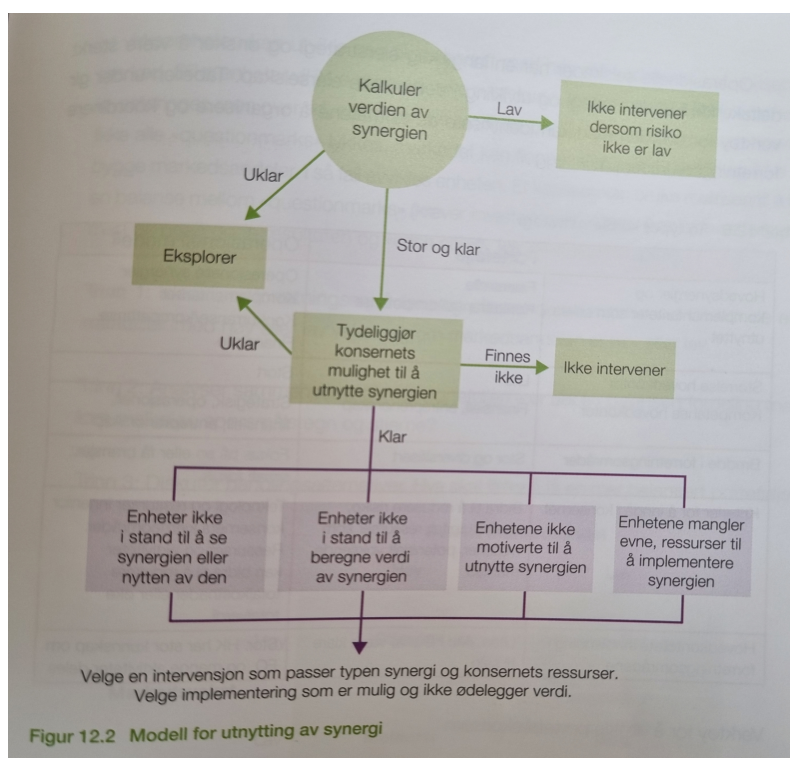 Kalkuler
verdien av
synergien
Lav
Ikke intervener
dersom risiko
ikke er lav
Uklar
Stor og klar
Eksplorer
Uklar
Tydeliggjør
konsernets
mulighet til å
utnytte synergien
Finnes
ikke
Ikke intervener
Klar
Enheter ikke
i stand til å se
synergien eller
nytten av den
Enheter ikke
i stand til å
beregne verdi
av synergien
Enhetene ikke
motiverte til å
utnytte synergien
Enhetene mangler
evne, ressurser til
å implementere
synergien
Velge en intervensjon som passer typen synergi og konsernets ressurser.
Velge implementering som er mulig og ikke ødelegger verdi.
Figur 12.2 Modell for utnytting av synergi